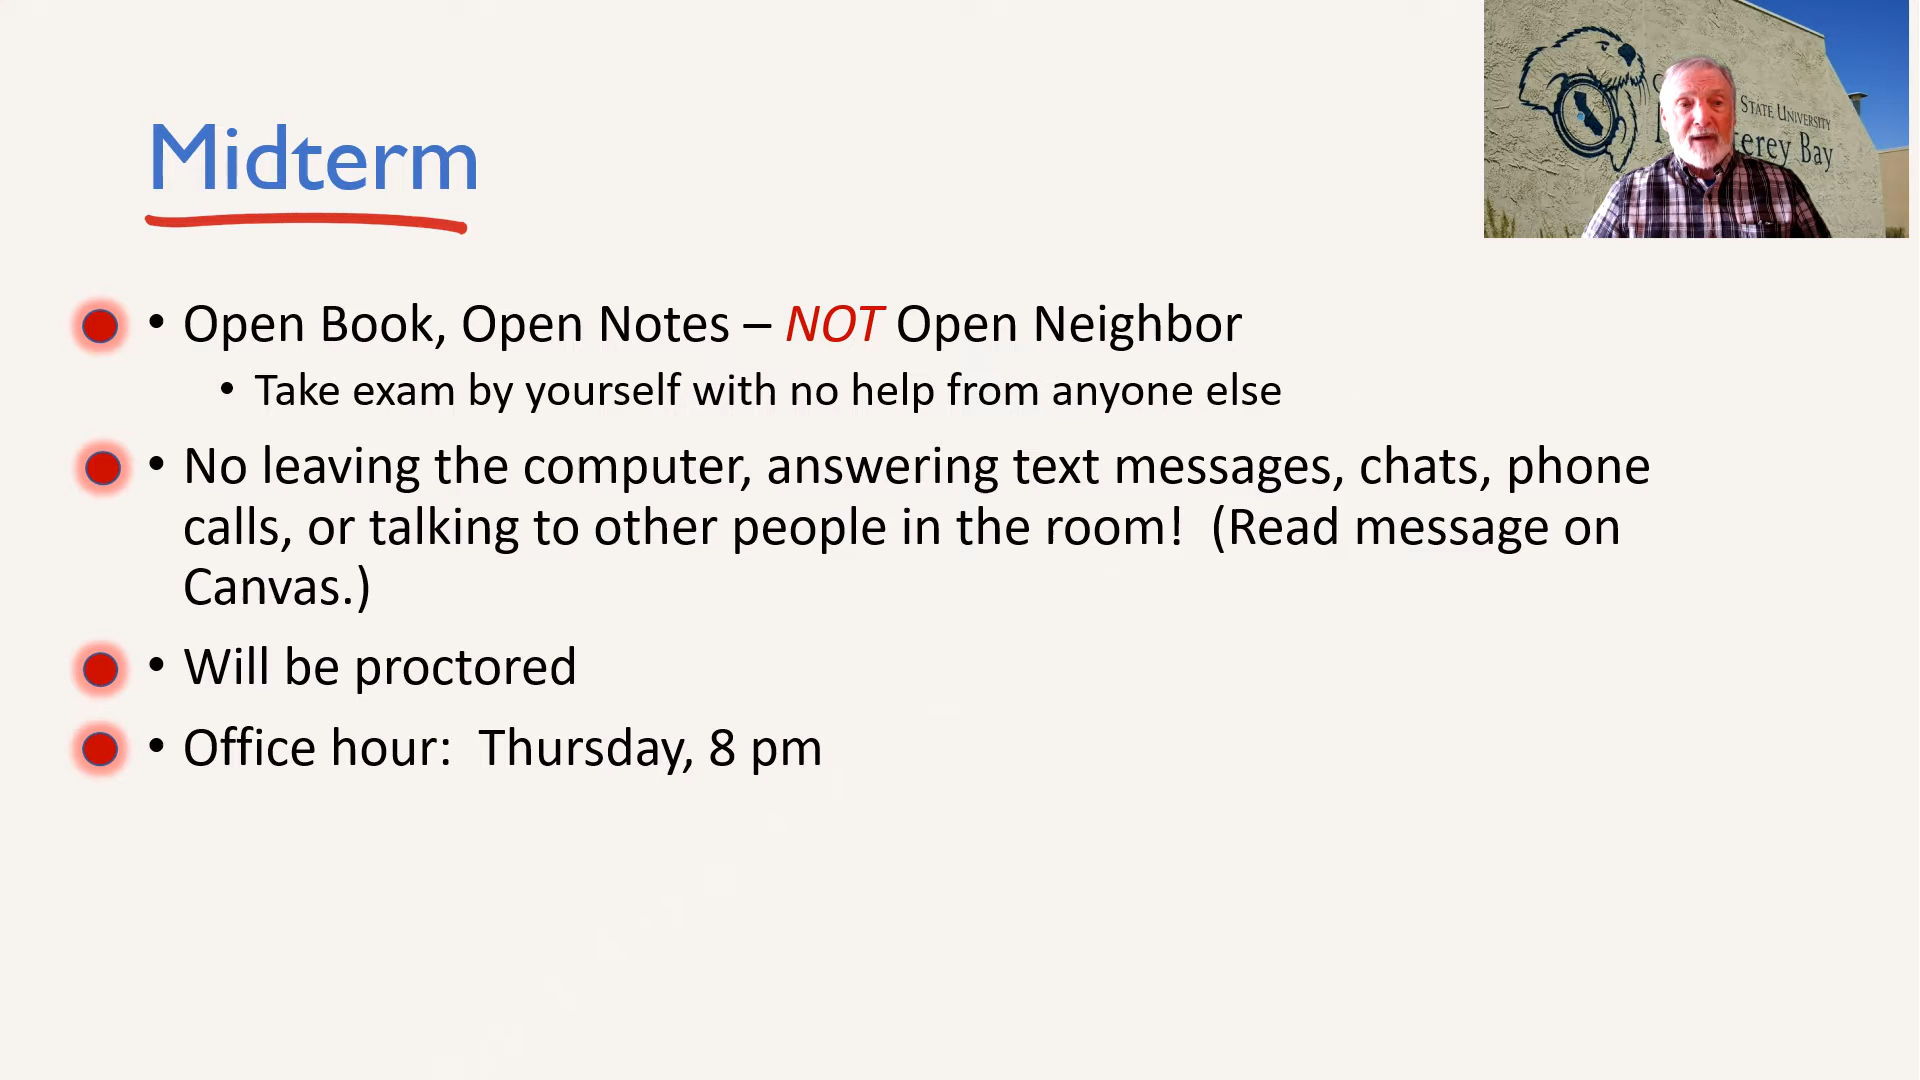 STATE UNIVERSITY
terey Bay
Midterm
• Open Book, Open Notes – NOT Open Neighbor
• Take exam by yourself with no help from anyone else
• No leaving the computer, answering text messages, chats, phone
calls, or talking to other people in the room!  (Read message on
Canvas.)
• Will be proctored
• Office hour:  Thursday, 8 pm